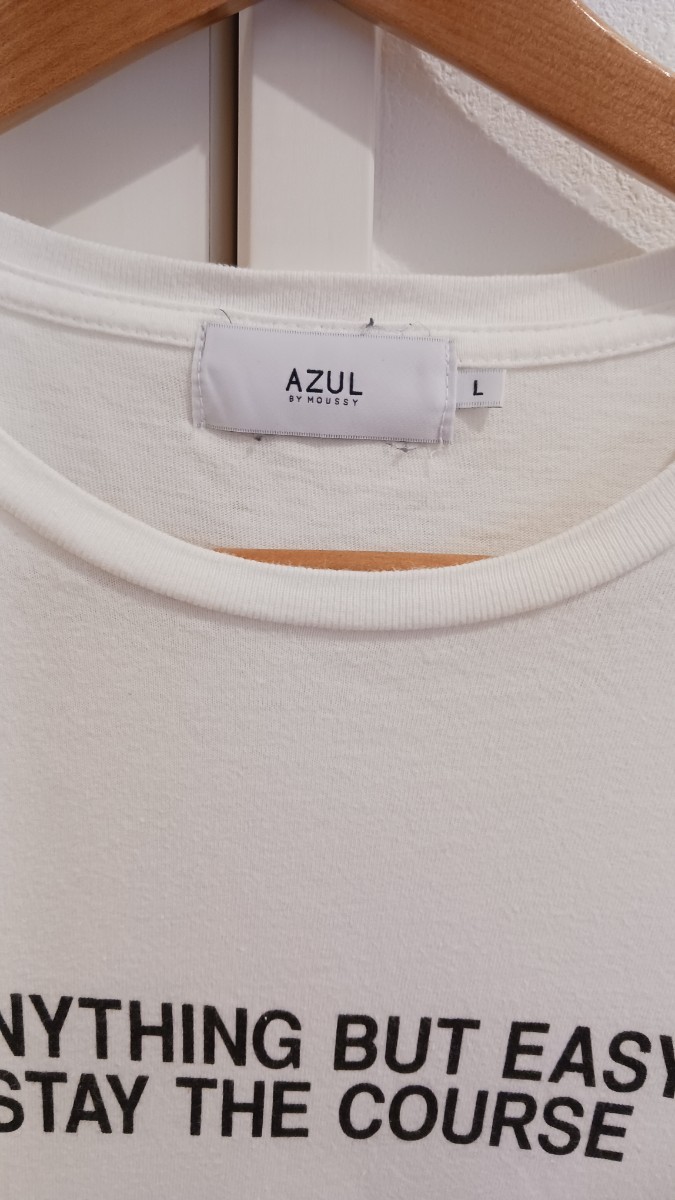 AZUL
BY MOUSSY
L
NYTHING BUT EASY
STAY THE COURSE